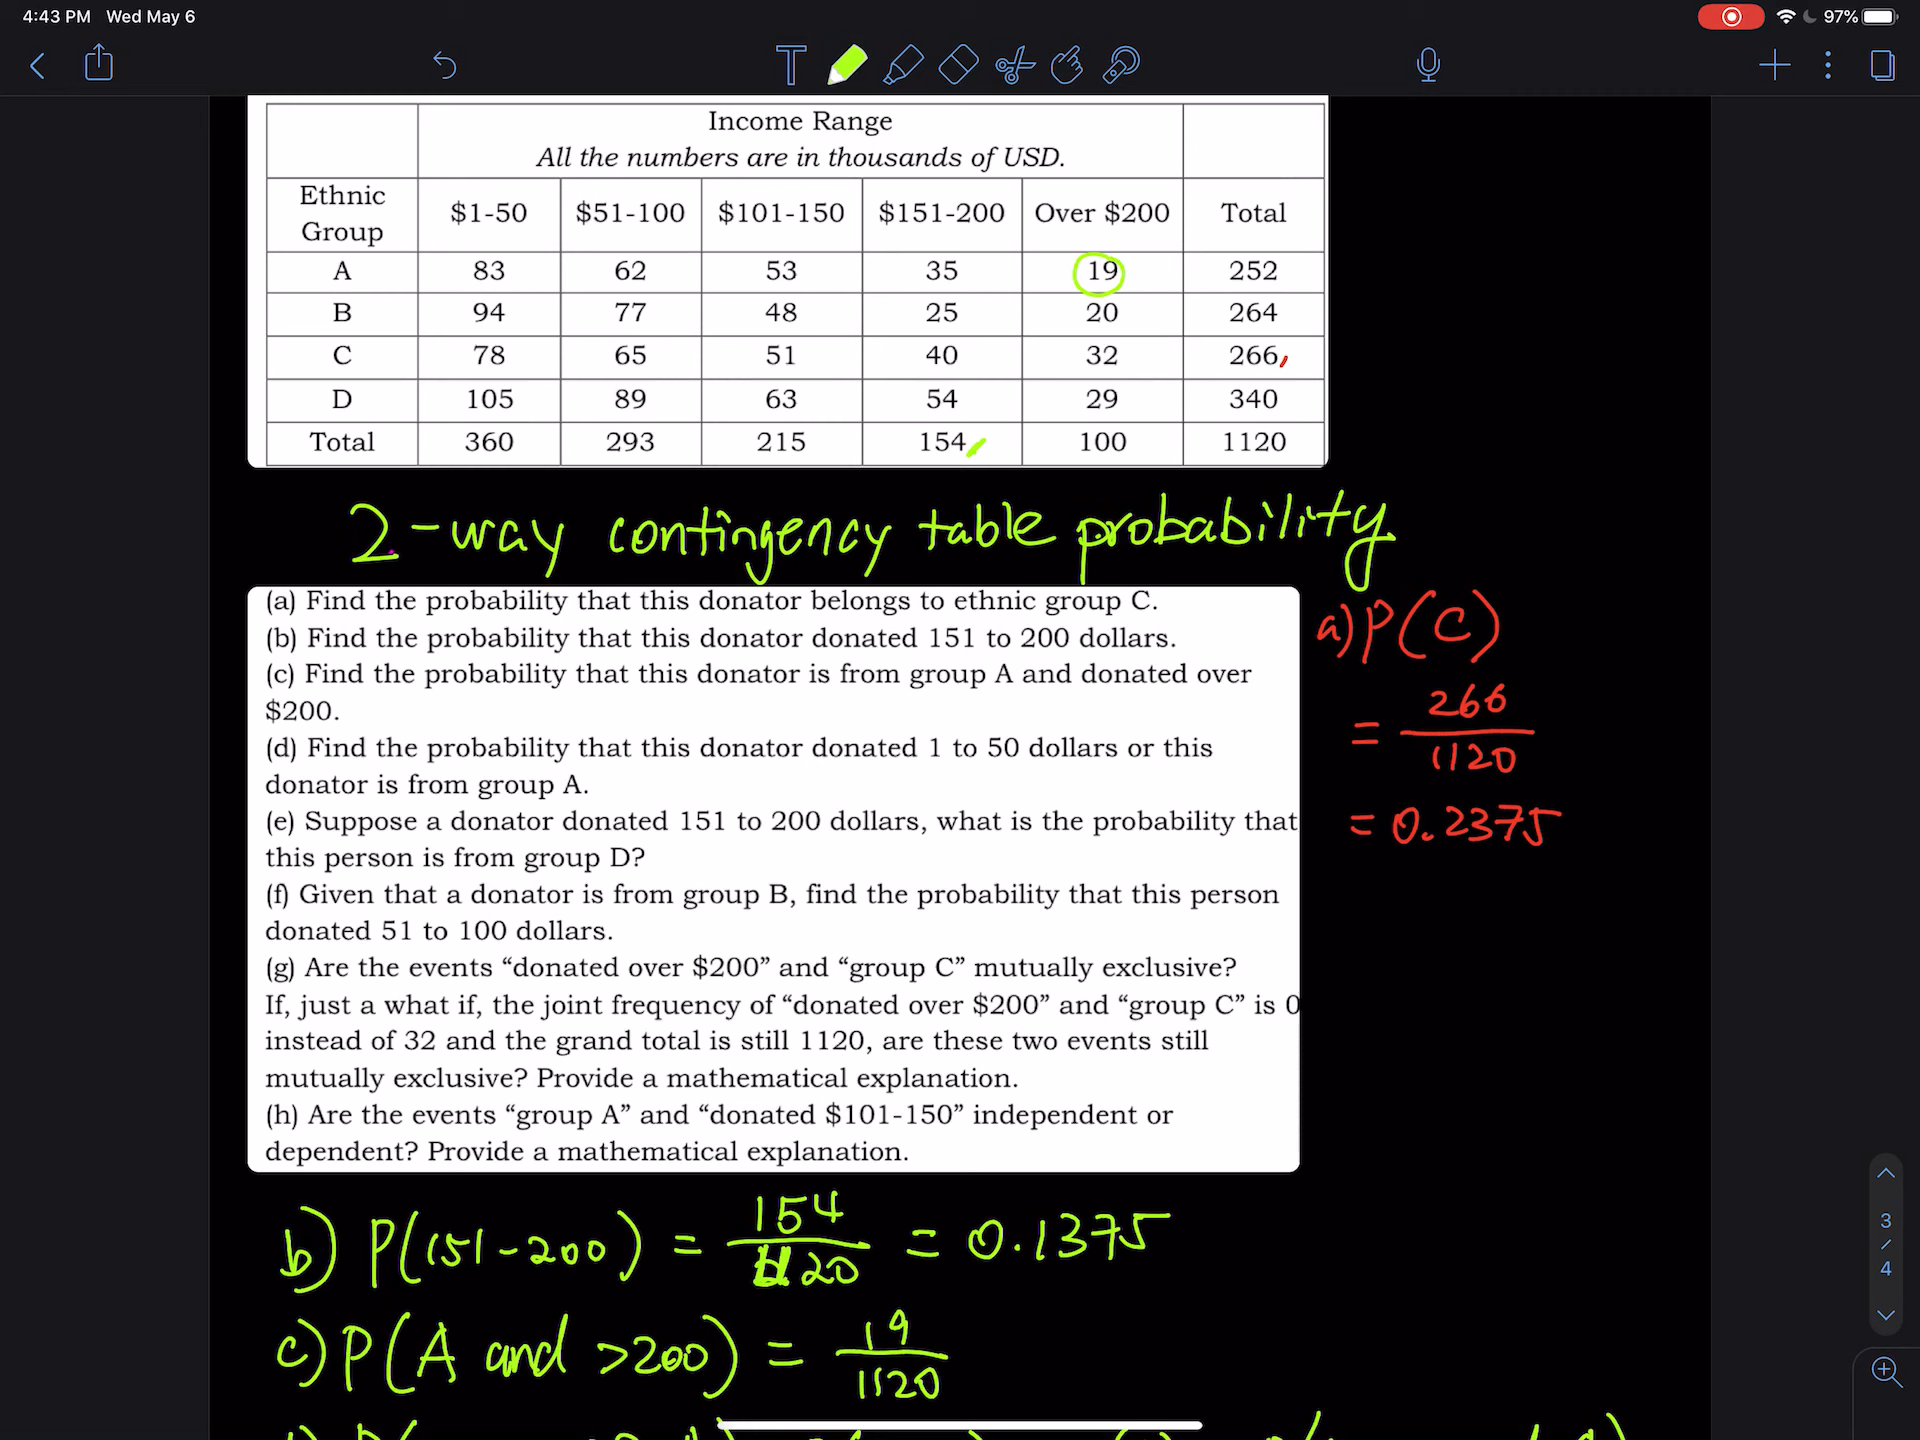 4:43 PM Wed May 6 97%
Income Range
All the numbers are in thousands of USD.
Ethnic Group $1-50 $51-100 $101-150 $151-200 Over $200 Total
A 83 62 53 35 19 252
B 94 77 48 25 20 264
C 78 65 51 40 32 266
D 105 89 63 54 29 340
Total 360 293 215 154 100 1120
2-way contingency table probability
(a) Find the probability that this donator belongs to ethnic group C.
(b) Find the probability that this donator donated 151 to 200 dollars.
(c) Find the probability that this donator is from group A and donated over
$200.
(d) Find the probability that this donator donated 1 to 50 dollars or this
donator is from group A.
(e) Suppose a donator donated 151 to 200 dollars, what is the probability that
this person is from group D?
(f) Given that a donator is from group B, find the probability that this person
donated 51 to 100 dollars.
(g) Are the events “donated over $200” and “group C” mutually exclusive?
If, just a what if, the joint frequency of “donated over $200” and “group C” is 0
instead of 32 and the grand total is still 1120, are these two events still
mutually exclusive? Provide a mathematical explanation.
(h) Are the events “group A” and “donated $101-150” independent or
dependent? Provide a mathematical explanation.
a) P(C)
= 266/1120
= 0.2375
b) P(151-200) = 154/1120 = 0.1375
c) P(A and >200) = 19/1120
3
/
4